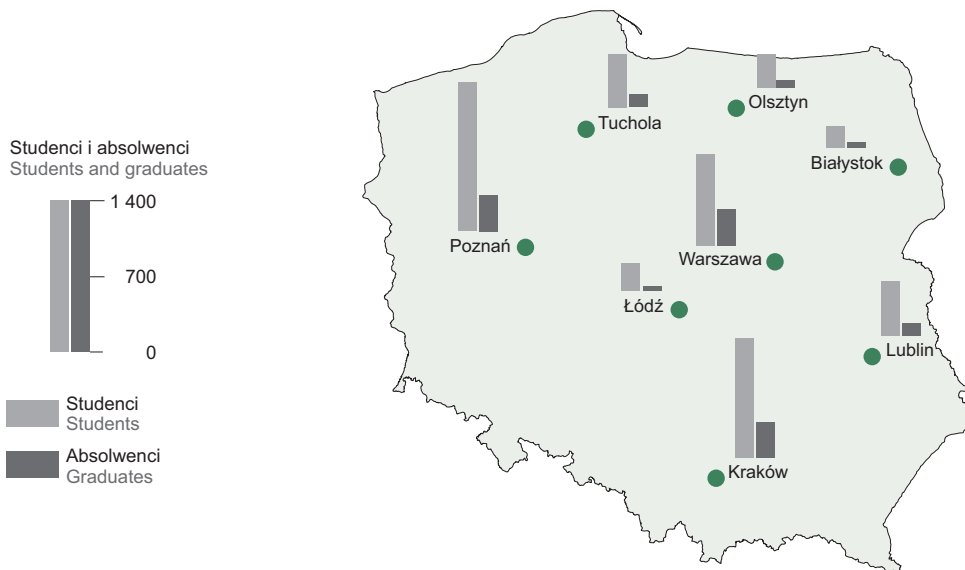 Studenci i absolwenci
Students and graduates
1 400
700
0
Studenci
Students
Absolwenci
Graduates
Tuchola
Olsztyn
Białystok
Poznań
Warszawa
Łódź
Lublin
Kraków